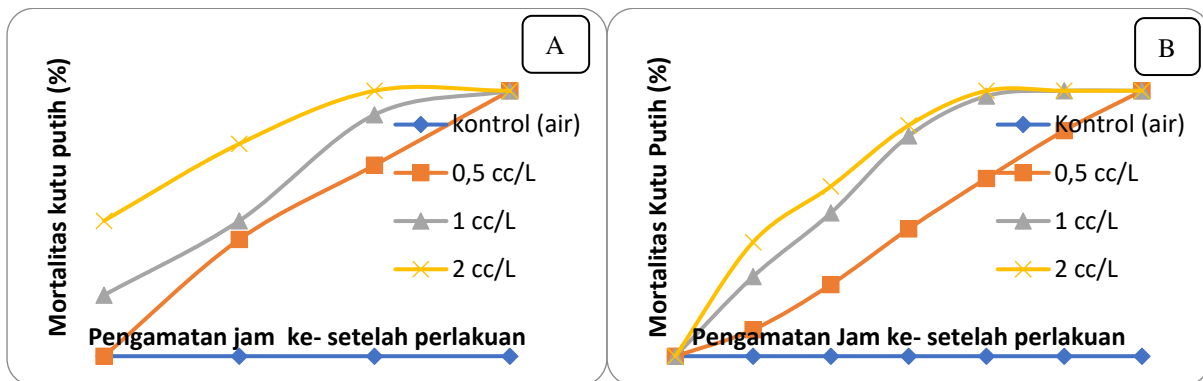 A
Mortalitas kutu putih (%)
kontrol (air)
0,5 cc/L
1 cc/L
2 cc/L
Pengamatan jam ke- setelah perlakuan
B
Mortalitas Kutu Putih (%)
Kontrol (air)
0,5 cc/L
1 cc/L
2 cc/L
Pengamatan Jam ke- setelah perlakuan